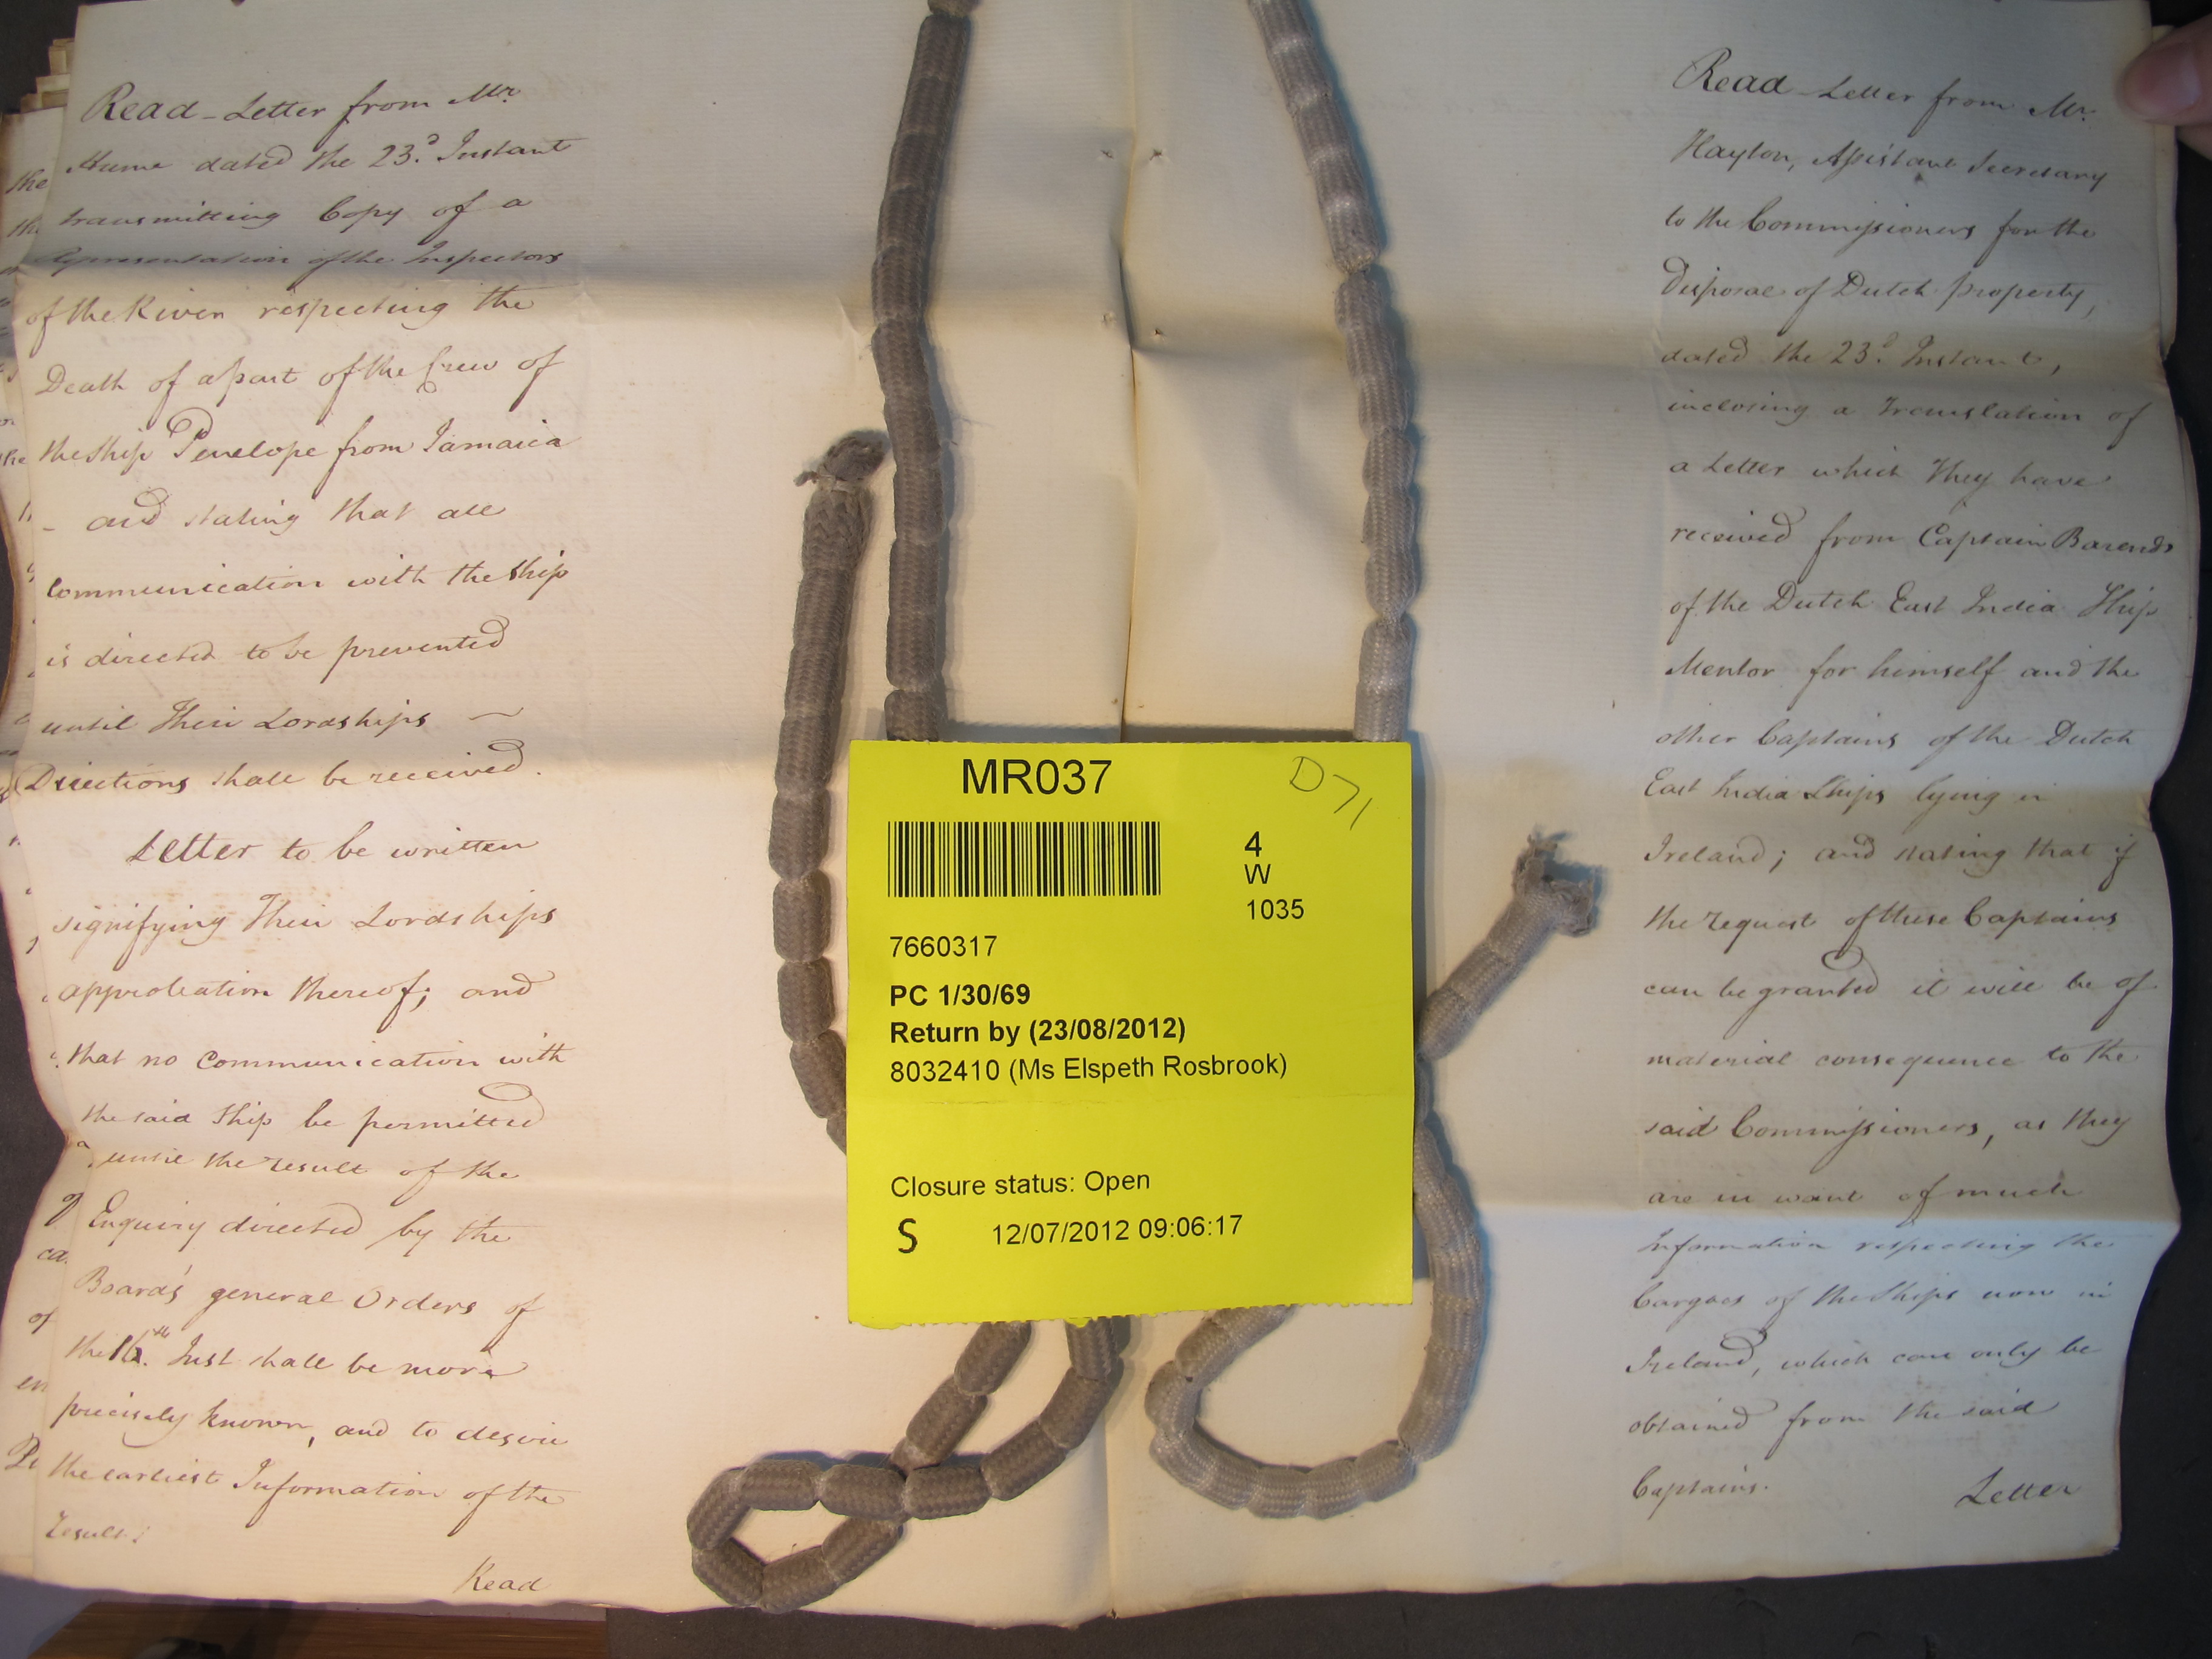 Read - Letter from Mr.
Hume dated the 23.d Instant
transmitting Copy of a
Representation of the Inspectors
of the River respecting the
Death of a part of the Crew of
the Ship Penelope from Jamaica
- and stating that all
Communication with the Ship
is directed to be prevented
until Their Lordships ~
Directions shall be received.
Letter to be written
signifying Their Lordships
approbation thereof; and
that no Communication with
the said Ship be permitted
until the result of the
Enquiry directed by the
Board's general Orders of
the 16.th Inst shall be more
precisely known, and to desire
the earliest Information of the
result:
Read
MR037
D71
4
W
1035
7660317
PC 1/30/69
Return by (23/08/2012)
8032410 (Ms Elspeth Rosbrook)
Closure status: Open
S 12/07/2012 09:06:17
Read - Letter from Mr.
Hayton, Assistant Secretary
to the Commissioners for the
Disposal of Dutch property,
dated the 23.d Instant,
inclosing a Translation of
a Letter which they have
received from Captain Barends
of the Dutch East India Ship
Mentor for himself and the
other Captains of the Dutch
East India Ships lying in
Ireland; and stating that if
the request of these Captains
can be granted it will be of
material consequence to the
said Commissioners, as they
are in want of much
Information respecting the
Cargoes of the Ships now in
Ireland, which can only be
obtained from the said
Captains.
Letter